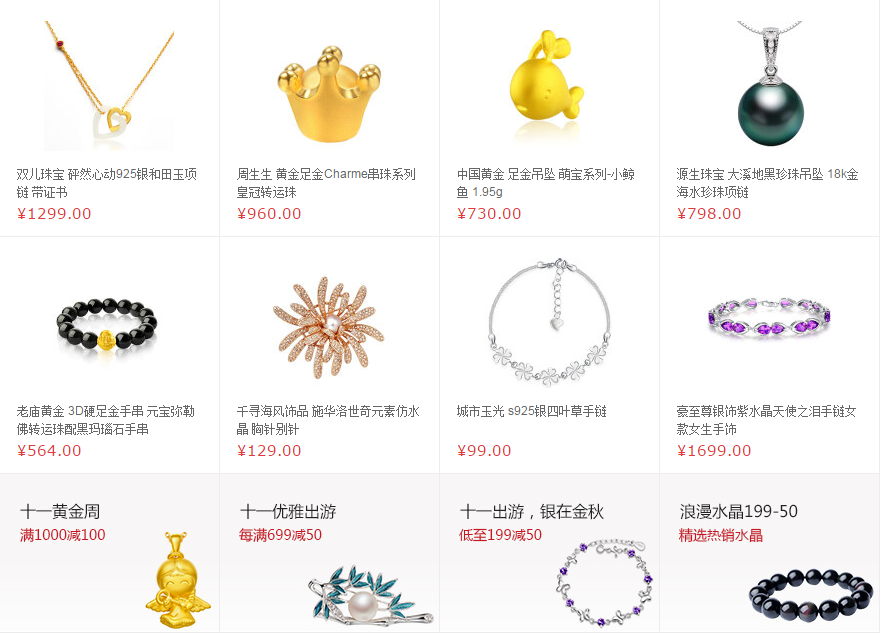 双儿珠宝 砰然心动925银和田玉项
链 带证书
¥1299.00
周生生 黄金足金Charme串珠系列
皇冠转运珠
¥960.00
中国黄金 足金吊坠 萌宝系列-小鲸
鱼 1.95g
¥730.00
源生珠宝 大溪地黑珍珠吊坠 18k金
海水珍珠项链
¥798.00
老庙黄金 3D硬足金手串 元宝弥勒
佛转运珠配黑玛瑙石手串
¥564.00
千寻海风饰品 施华洛世奇元素仿水
晶 胸针别针
¥129.00
城市玉光 s925银四叶草手链
¥99.00
豪至尊银饰紫水晶天使之泪手链女
款女生手饰
¥1699.00
十一黄金周
满1000减100
十一优雅出游
每满699减50
十一出游，银在金秋
低至199减50
浪漫水晶199-50
精选热销水晶